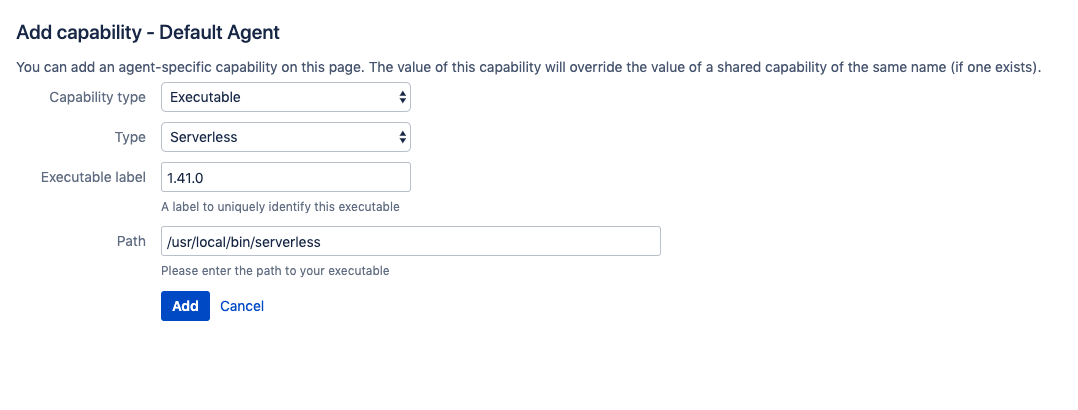 Add capability - Default Agent
You can add an agent-specific capability on this page. The value of this capability will override the value of a shared capability of the same name (if one exists).
Capability type Executable
Type Serverless
Executable label 1.41.0
A label to uniquely identify this executable
Path /usr/local/bin/serverless
Please enter the path to your executable
Add Cancel